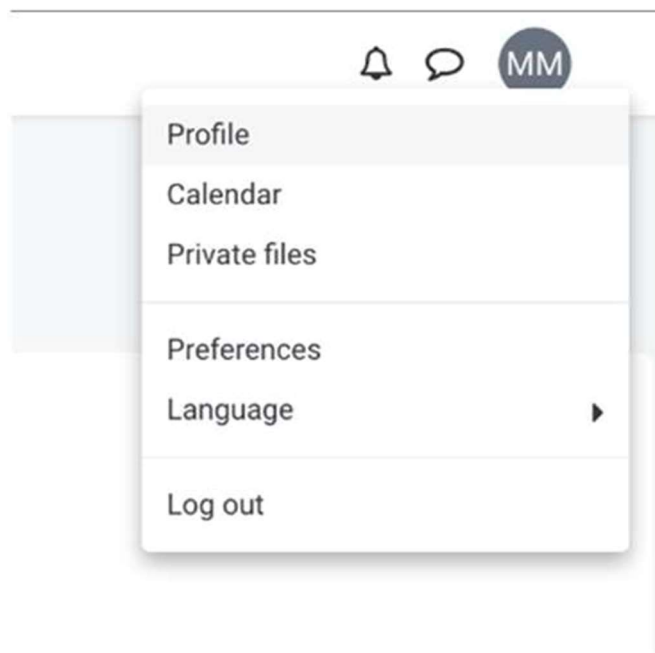 MM
Profile
Calendar
Private files
Preferences
Language
Log out